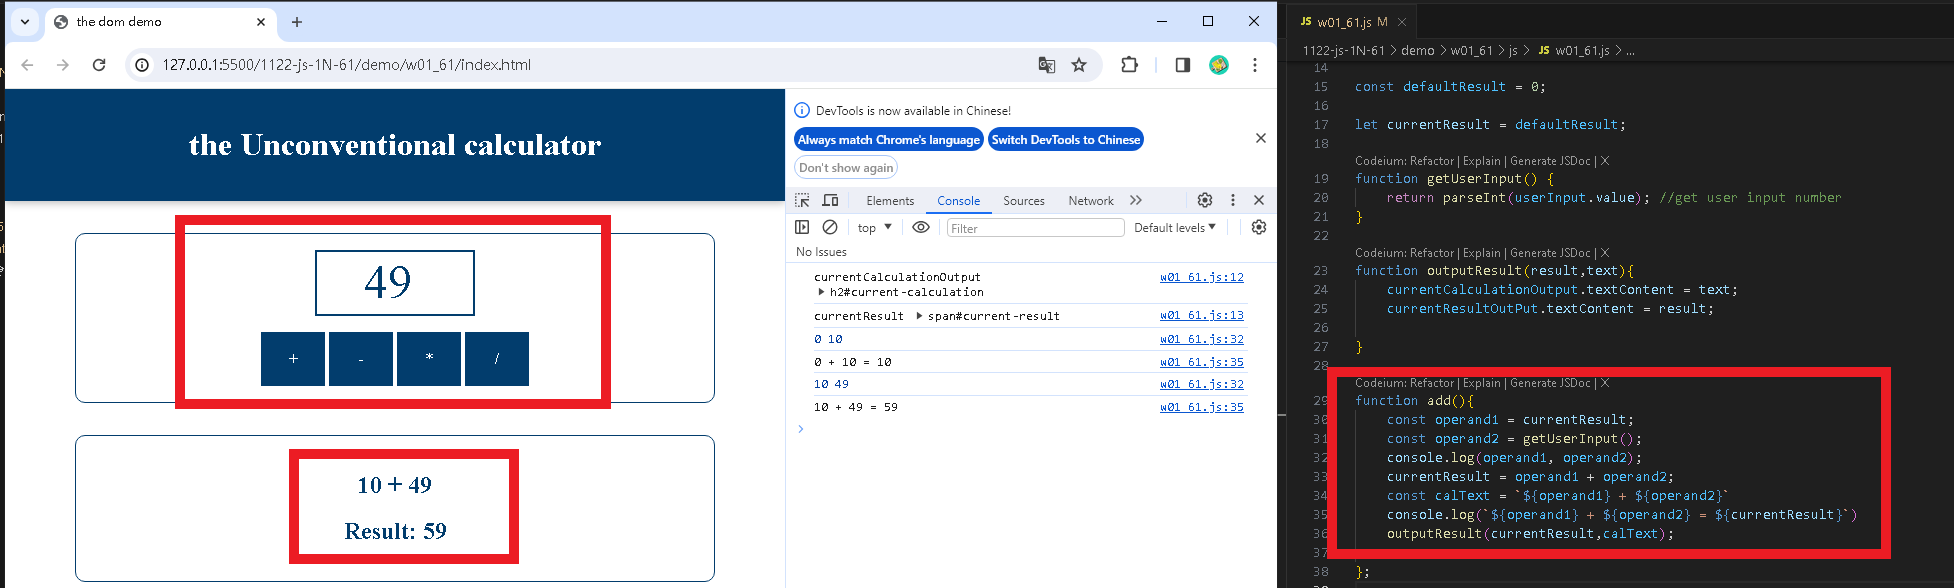 the dom demo
127.0.0.1:5500/1122-js-1N-61/demo/w01_61/index.html
the Unconventional calculator
49
+ - * /
10 + 49
Result: 59
DevTools is now available in Chinese!
Always match Chrome's language
Switch DevTools to Chinese
Don't show again
Elements Console Sources Network
top Filter Default levels
No Issues
currentCalculationOutput w01_61.js:12
h2#current-calculation
currentResult span#current-result w01_61.js:13
0 10 w01_61.js:32
0 + 10 = 10 w01_61.js:35
10 49 w01_61.js:32
10 + 49 = 59 w01_61.js:35
JS w01_61.js M
1122-js-1N-61 > demo > w01_61 > js > JS w01_61.js > ...
14
15 const defaultResult = 0;
16
17 let currentResult = defaultResult;
18
Codeium: Refactor | Explain | Generate JSDoc | X
19 function getUserInput() {
20 return parseInt(userInput.value); //get user input number
21 }
22
Codeium: Refactor | Explain | Generate JSDoc | X
23 function outputResult(result,text){
24 currentCalculationOutput.textContent = text;
25 currentResultOutPut.textContent = result;
26
27 }
28
Codeium: Refactor | Explain | Generate JSDoc | X
29 function add(){
30 const operand1 = currentResult;
31 const operand2 = getUserInput();
32 console.log(operand1, operand2);
33 currentResult = operand1 + operand2;
34 const calText = `${operand1} + ${operand2}`
35 console.log(`${operand1} + ${operand2} = ${currentResult}`)
36 outputResult(currentResult,calText);
37
38 };